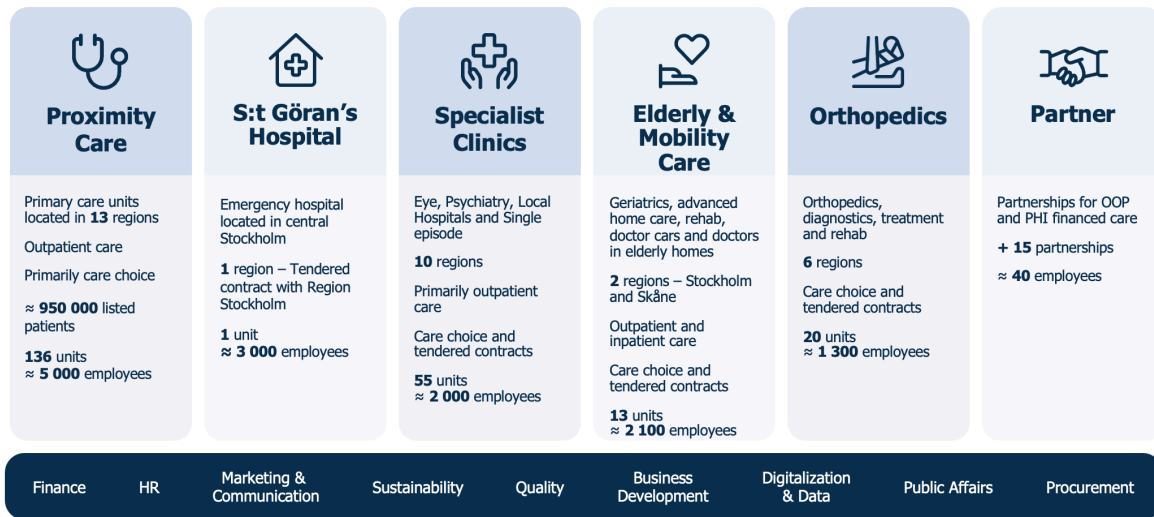 Proximity
Care
Primary care units
located in 13 regions
Outpatient care
Primarily care choice
≈ 950 000 listed
patients
136 units
≈ 5 000 employees
S:t Göran’s
Hospital
Emergency hospital
located in central
Stockholm
1 region – Tendered
contract with Region
Stockholm
1 unit
≈ 3 000 employees
Specialist
Clinics
Eye, Psychiatry, Local
Hospitals and Single
episode
10 regions
Primarily outpatient
care
Care choice and
tendered contracts
55 units
≈ 2 000 employees
Elderly &
Mobility
Care
Geriatrics, advanced
home care, rehab,
doctor cars and doctors
in elderly homes
2 regions – Stockholm
and Skåne
Outpatient and
inpatient care
Care choice and
tendered contracts
13 units
≈ 2 100 employees
Orthopedics
Orthopedics,
diagnostics, treatment
and rehab
6 regions
Care choice and
tendered contracts
20 units
≈ 1 300 employees
Partner
Partnerships for OOP
and PHI financed care
+ 15 partnerships
≈ 40 employees
Finance
HR
Marketing &
Communication
Sustainability
Quality
Business
Development
Digitalization
& Data
Public Affairs
Procurement